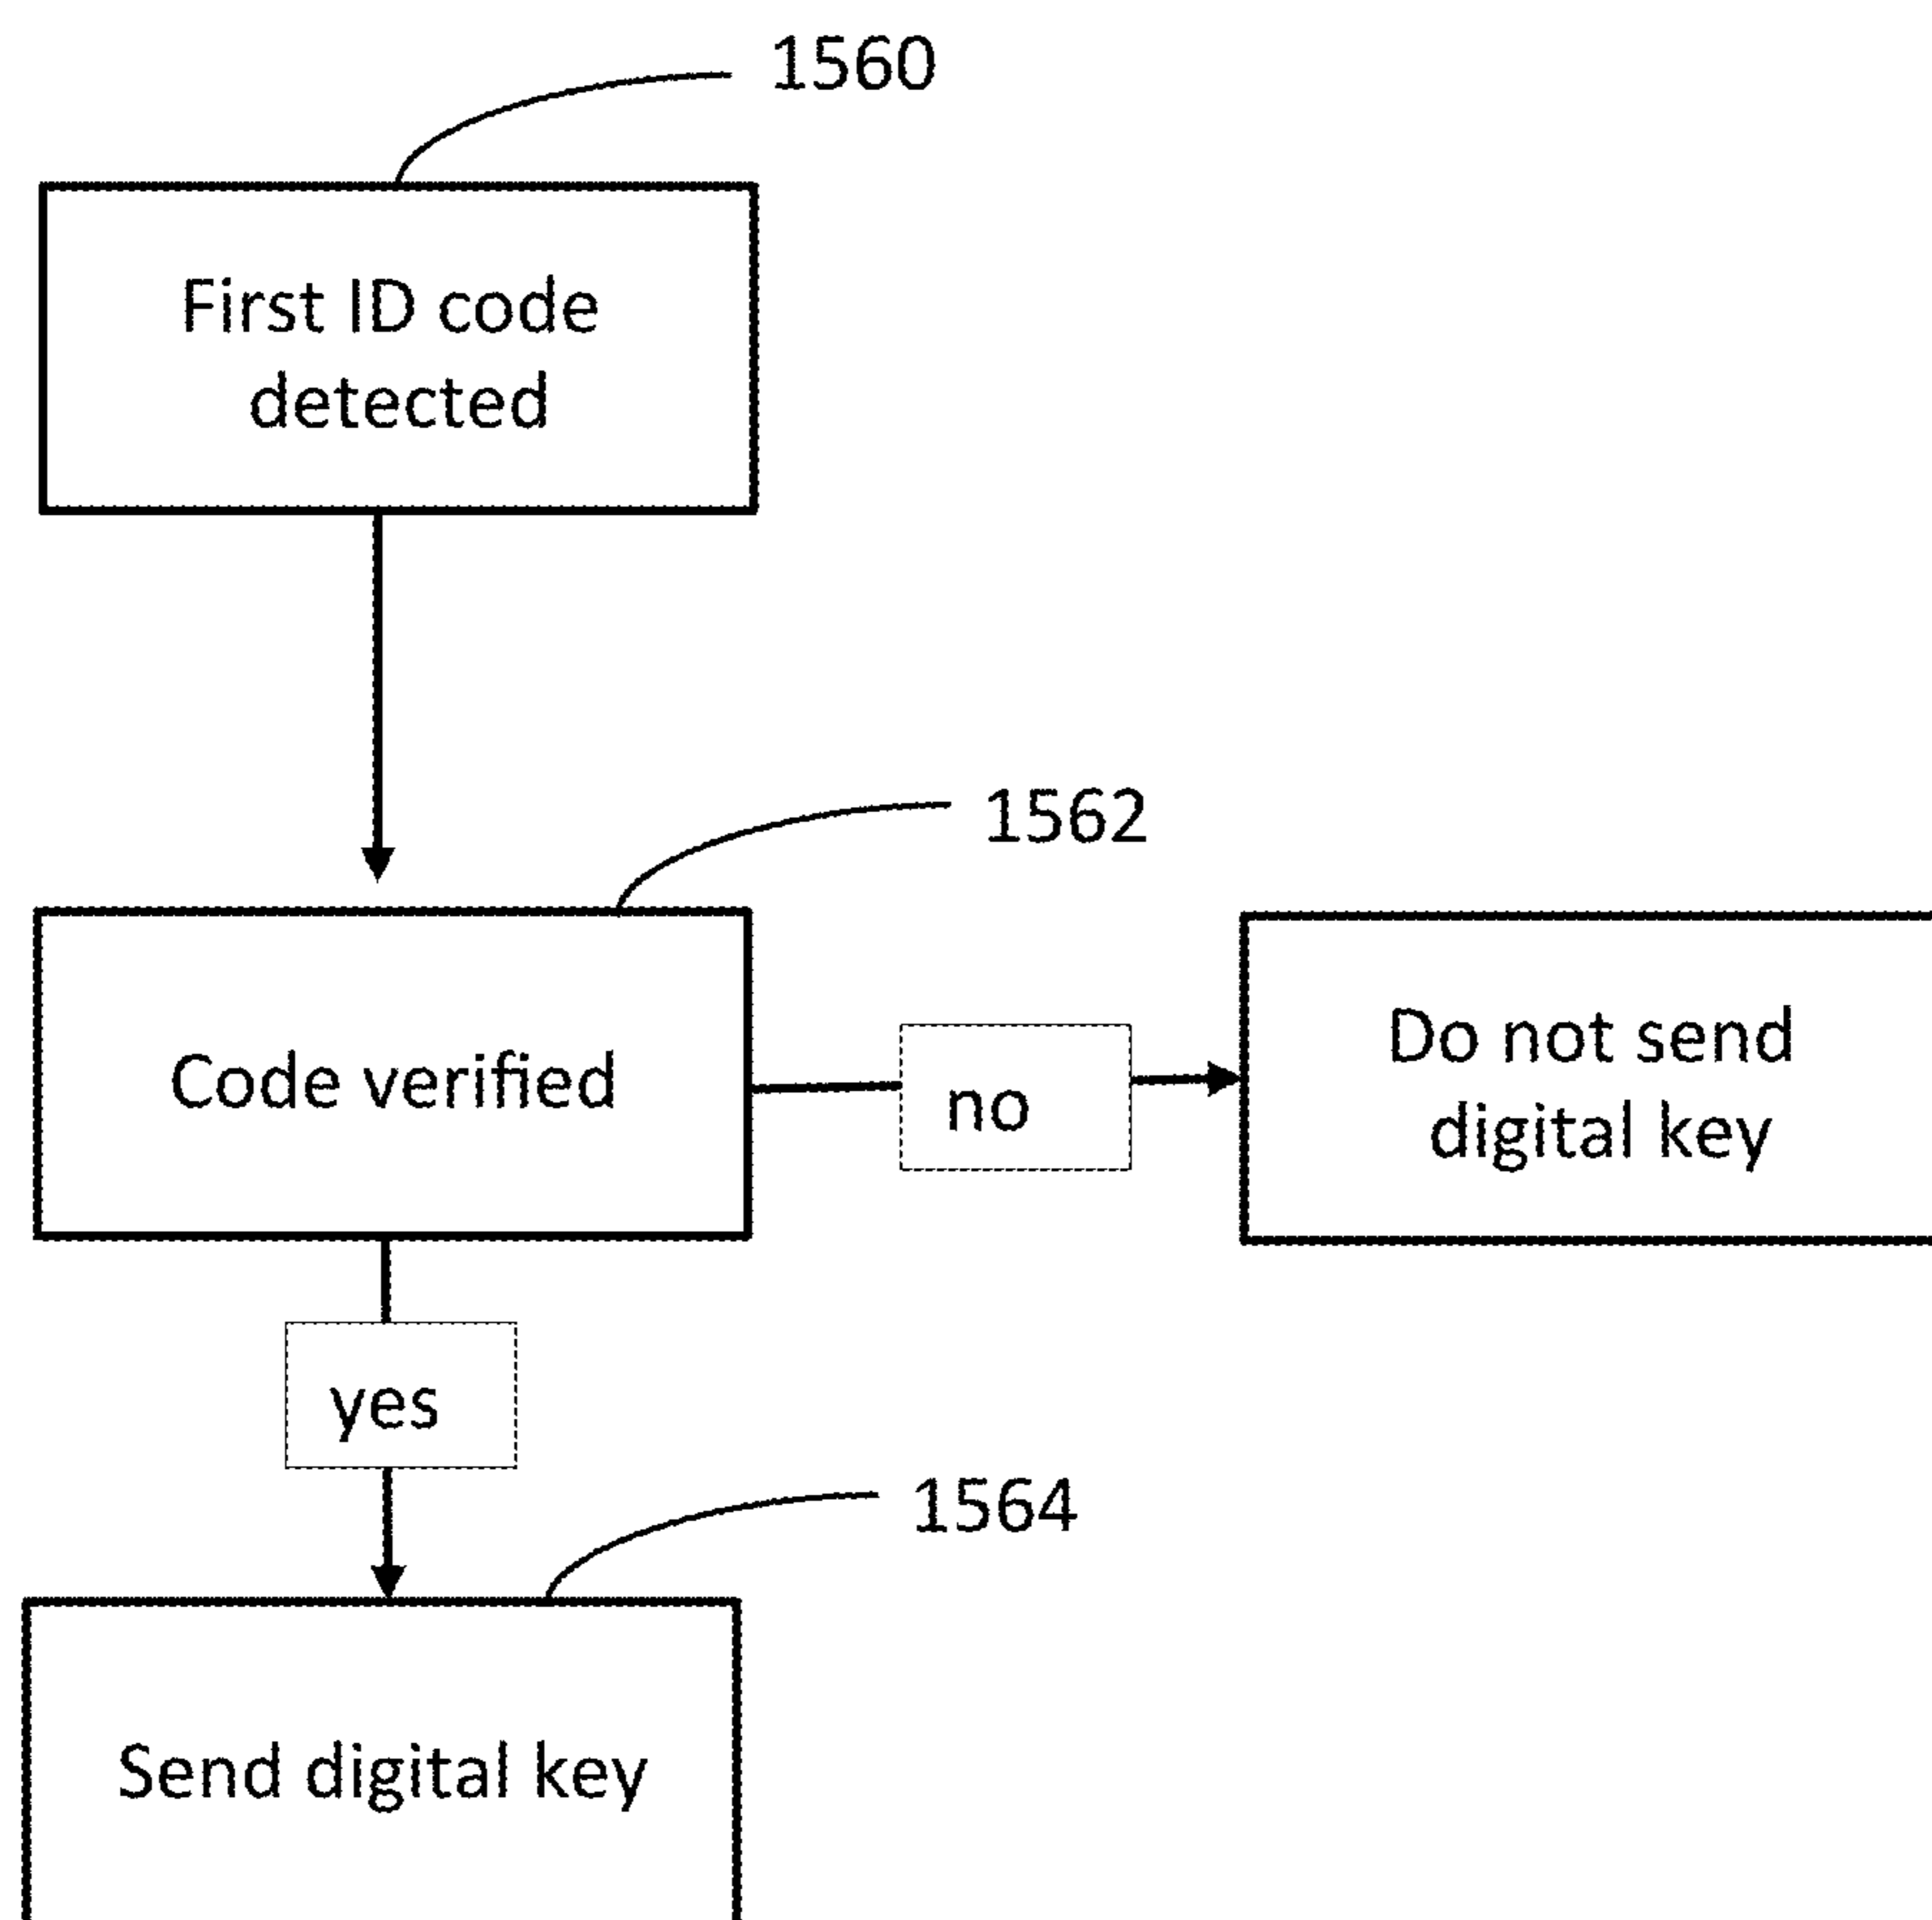 1560
First ID code
detected
1562
Code verified
no
Do not send
digital key
yes
1564
Send digital key